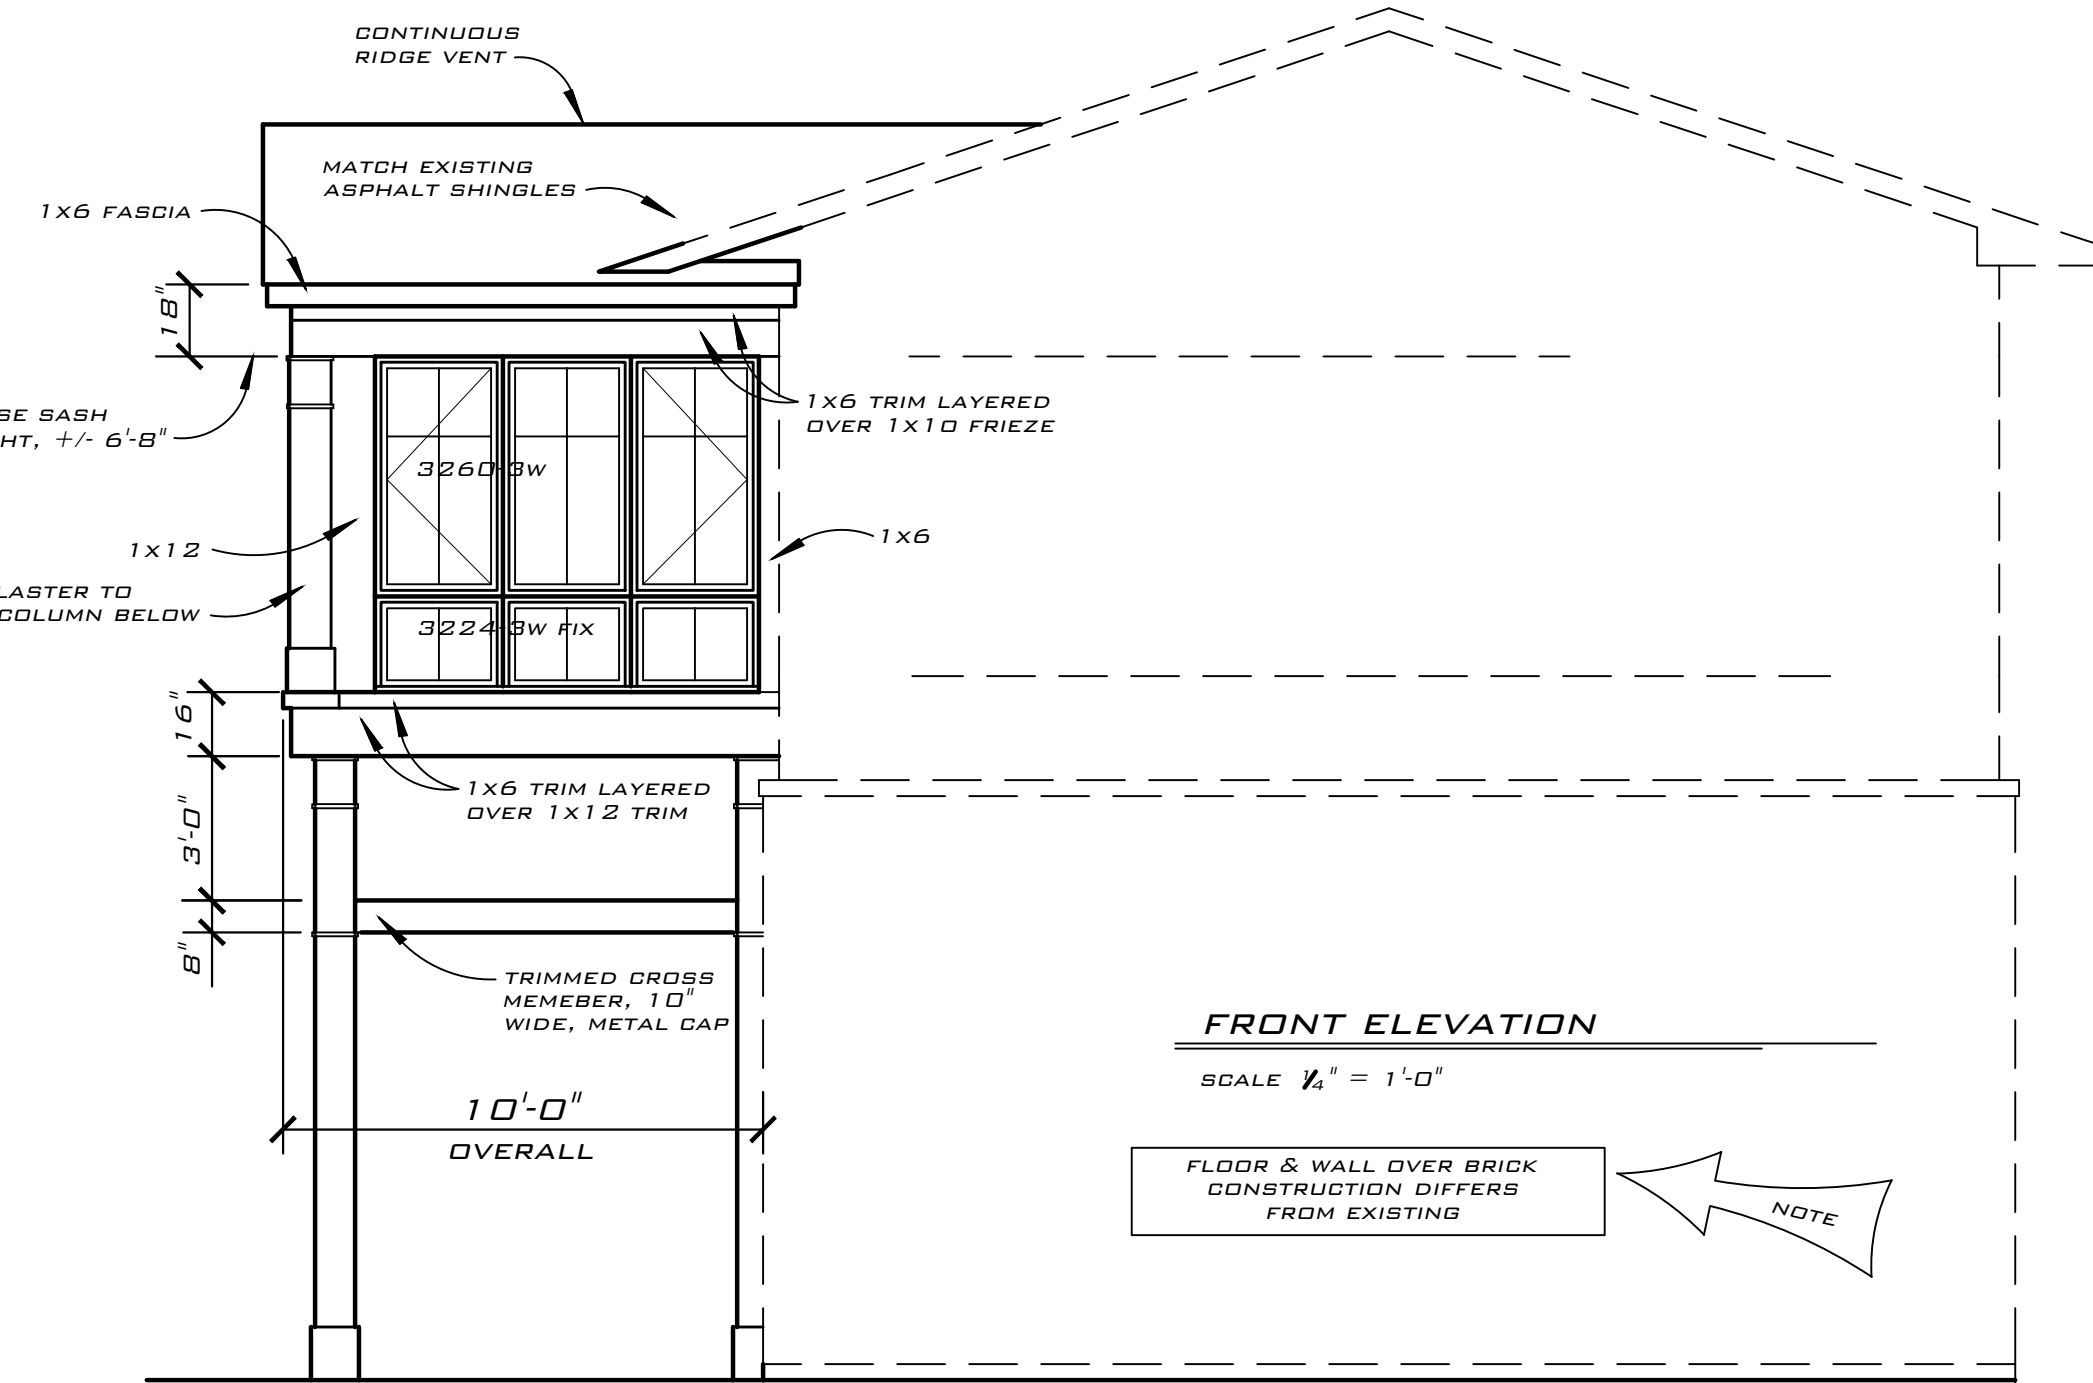 CONTINUOUS
RIDGE VENT
MATCH EXISTING
ASPHALT SHINGLES
1X6 FASCIA
18"
SASH
+/- 6'-8"
1X6 TRIM LAYERED
OVER 1X10 FRIEZE
3260-3W
1X12
1X6
TO
COLUMN BELOW
3224-3W FIX
16"
1X6 TRIM LAYERED
OVER 1X12 TRIM
3'-0"
8"
TRIMMED CROSS
MEMEBER, 10"
WIDE, METAL CAP
10'-0"
OVERALL
FRONT ELEVATION
SCALE 1/4" = 1'-0"
FLOOR & WALL OVER BRICK
CONSTRUCTION DIFFERS
FROM EXISTING
NOTE